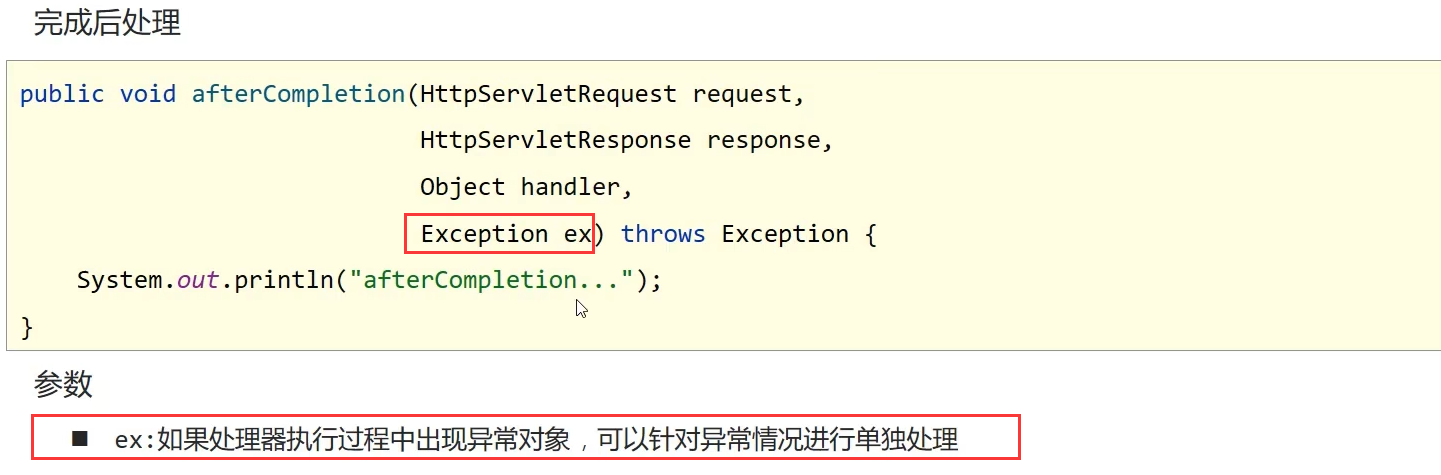 完成后处理
public void afterCompletion(HttpServletRequest request,
HttpServletResponse response,
Object handler,
Exception ex) throws Exception {
System.out.println("afterCompletion...");
}
参数
■ ex:如果处理器执行过程中出现异常对象，可以针对异常情况进行单独处理